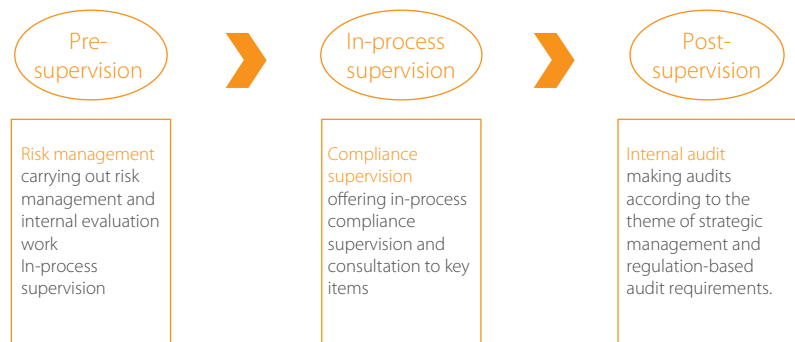 Pre-
supervision
In-process
supervision
Post-
supervision
Risk management
carrying out risk
management and
internal evaluation
work
In-process
supervision
Compliance
supervision
offering in-process
compliance
supervision and
consultation to key
items
Internal audit
making audits
according to the
theme of strategic
management and
regulation-based
audit requirements.